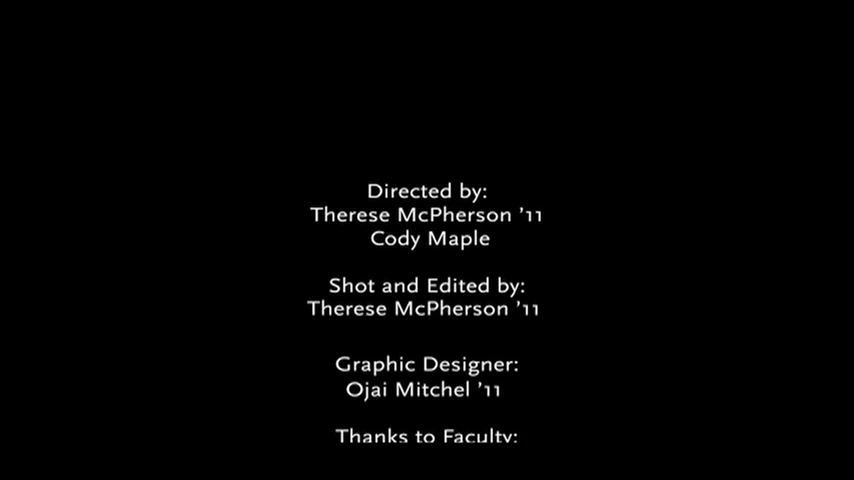 Directed by:
Therese McPherson ’11
Cody Maple
Shot and Edited by:
Therese McPherson ’11
Graphic Designer:
Ojai Mitchel ’11
Thanks to Faculty: